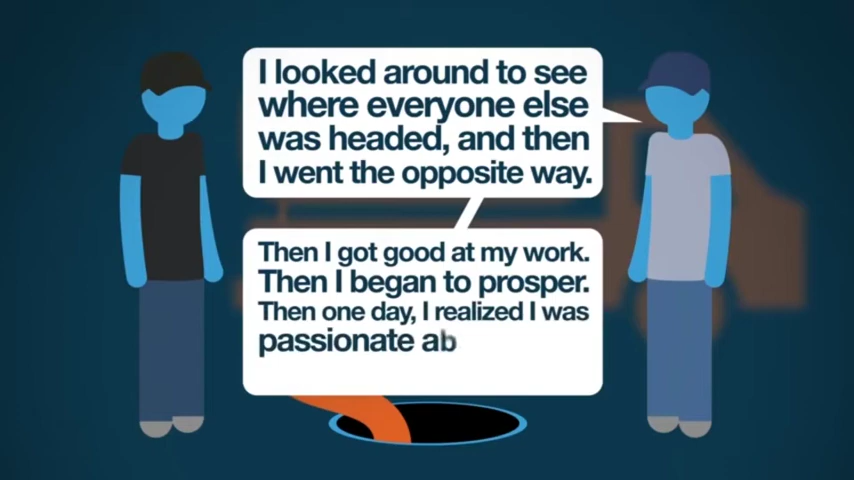 I looked around to see
where everyone else
was headed, and then
I went the opposite way.
Then I got good at my work.
Then I began to prosper.
Then one day, I realized I was
passionate ab